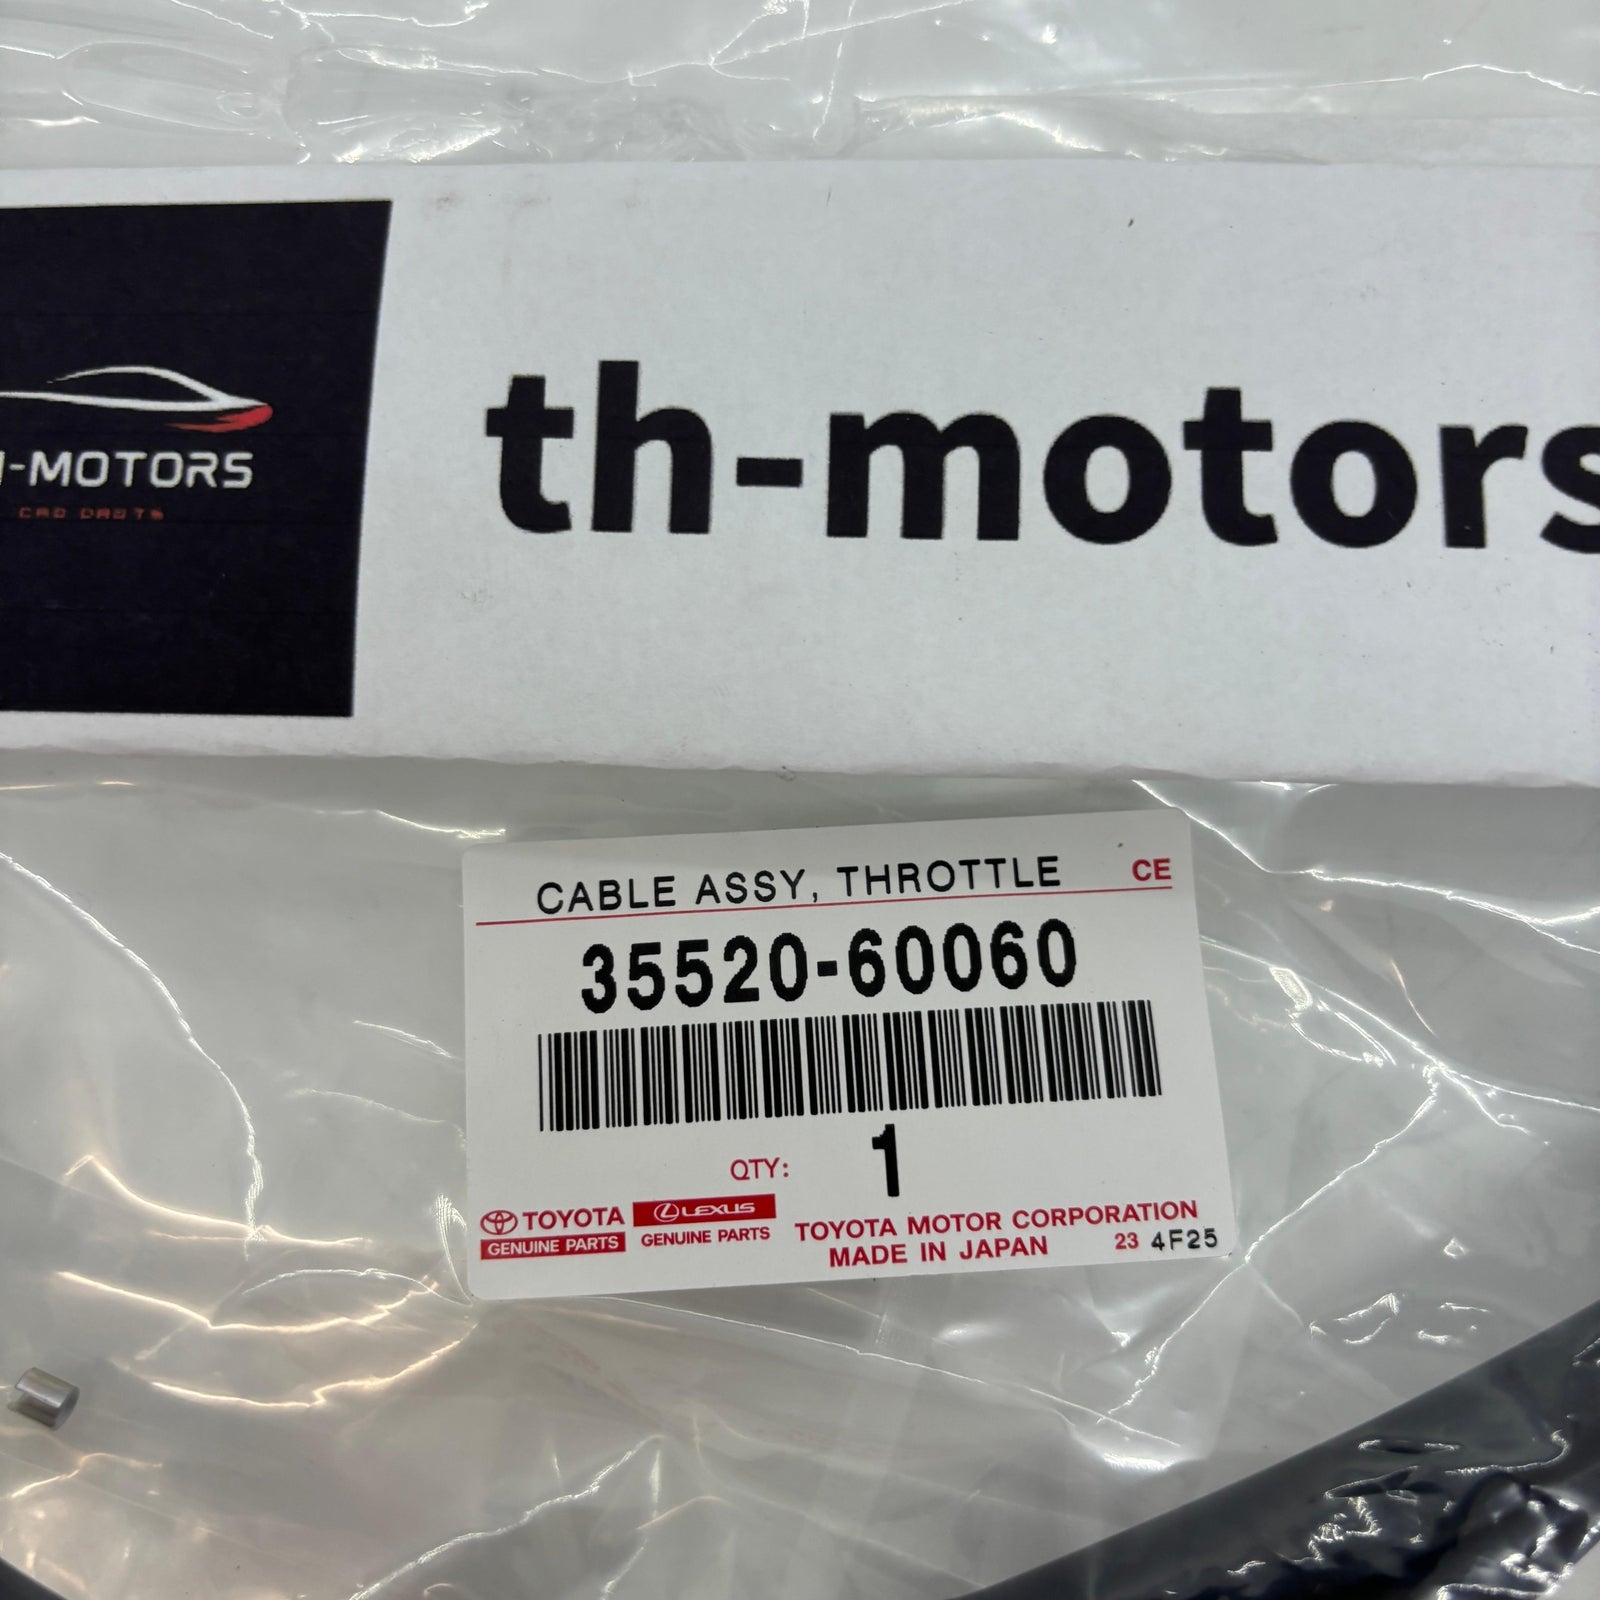 th-motors
-MOTORS
CABLE ASSY, THROTTLE CE
35520-60060
QTY: 1
TOYOTA LEXUS
GENUINE PARTS GENUINE PARTS
TOYOTA MOTOR CORPORATION
MADE IN JAPAN 23 4F25